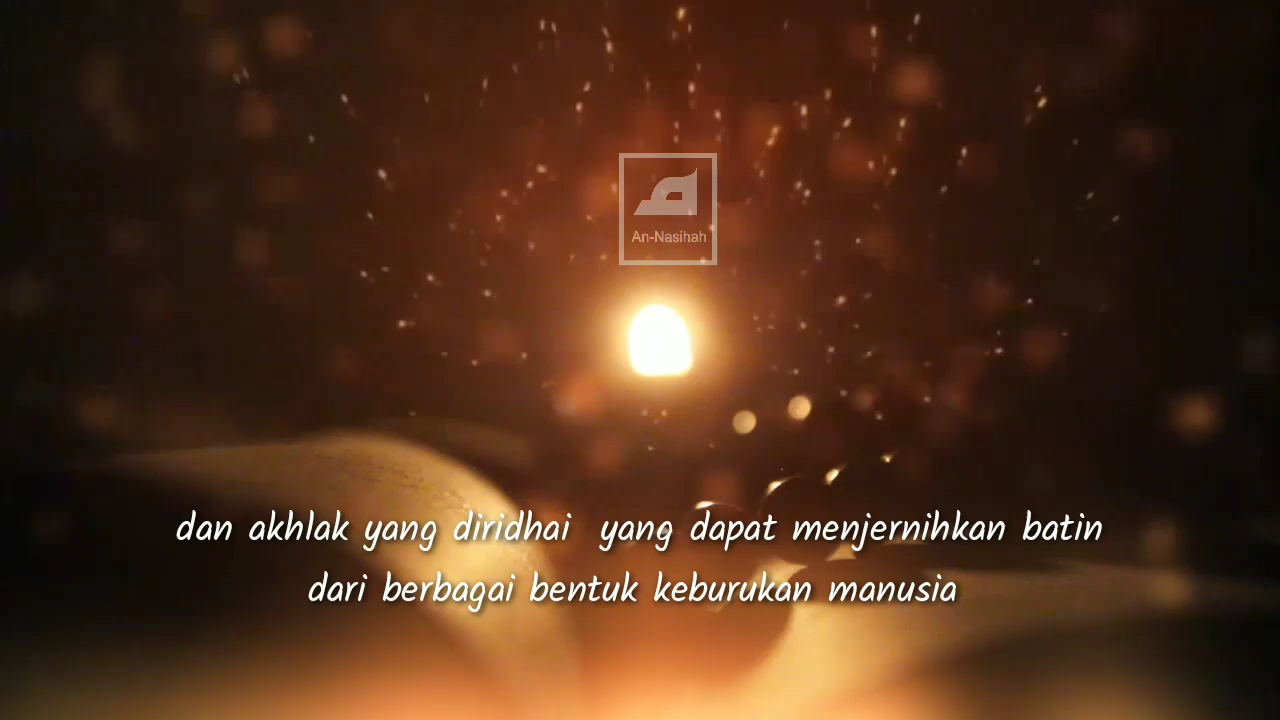 An-Nasihah
dan akhlak yang diridhai yang dapat menjernihkan batin
dari berbagai bentuk keburukan manusia